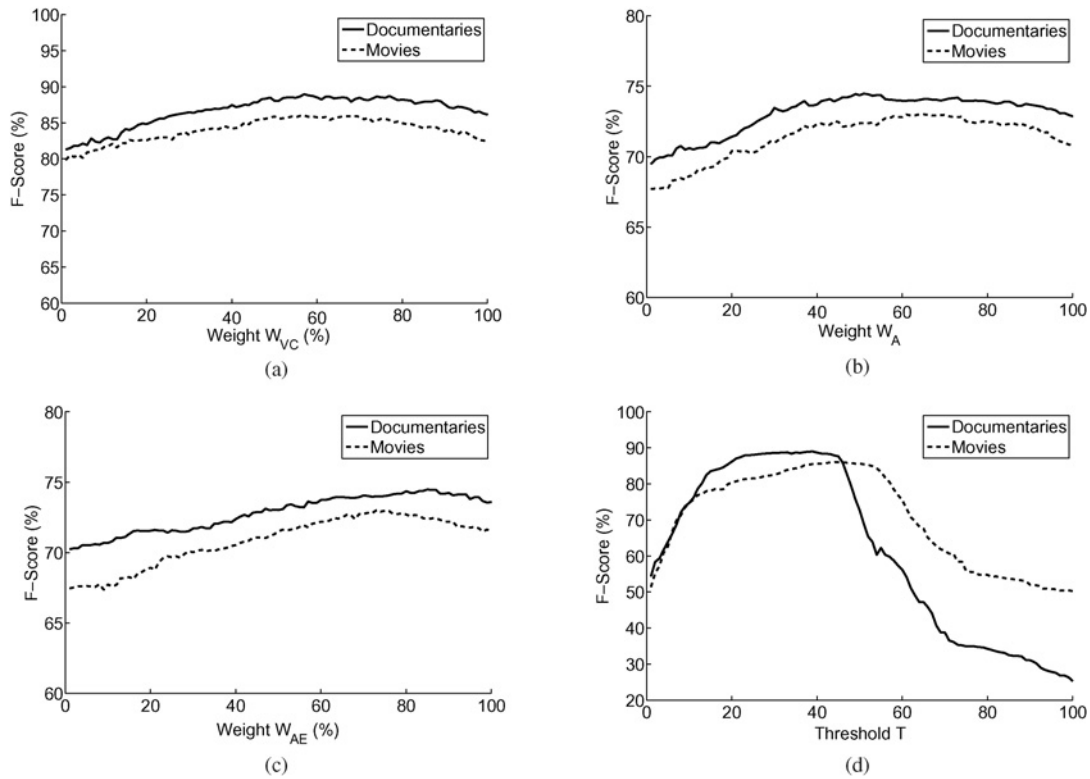 100
95
90
85
80
75
70
65
60
F-Score (%)
0 20 40 60 80 100
Weight W_VC (%)
Documentaries
Movies
(a)
80
75
70
65
60
F-Score (%)
0 20 40 60 80 100
Weight W_A
Documentaries
Movies
(b)
80
75
70
65
60
F-Score (%)
0 20 40 60 80 100
Weight W_AE (%)
Documentaries
Movies
(c)
100
90
80
70
60
50
40
30
20
F-Score (%)
0 20 40 60 80 100
Threshold T
Documentaries
Movies
(d)